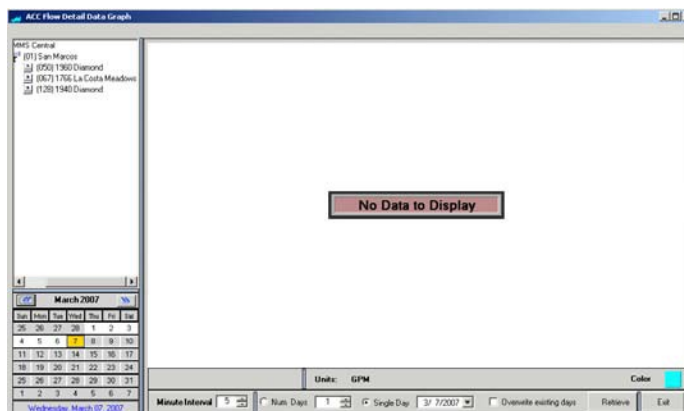 ACC Flow Detail Data Graph
MMS Central
(01) San Marcos
(050) 1960 Diamond
(067) 1766 La Costa Meadows
(128) 1940 Diamond
No Data to Display
March 2007
Sun Mon Tue Wed Thu Fri Sat
25 26 27 28 1 2 3
4 5 6 7 8 9 10
11 12 13 14 15 16 17
18 19 20 21 22 23 24
25 26 27 28 29 30 31
1 2 3 4 5 6 7
Wednesday, March 07, 2007
Units: GPM Color
Minute Interval 5 Num. Days 1 Single Day 3/ 7/2007 Overwrite existing days Retrieve Exit